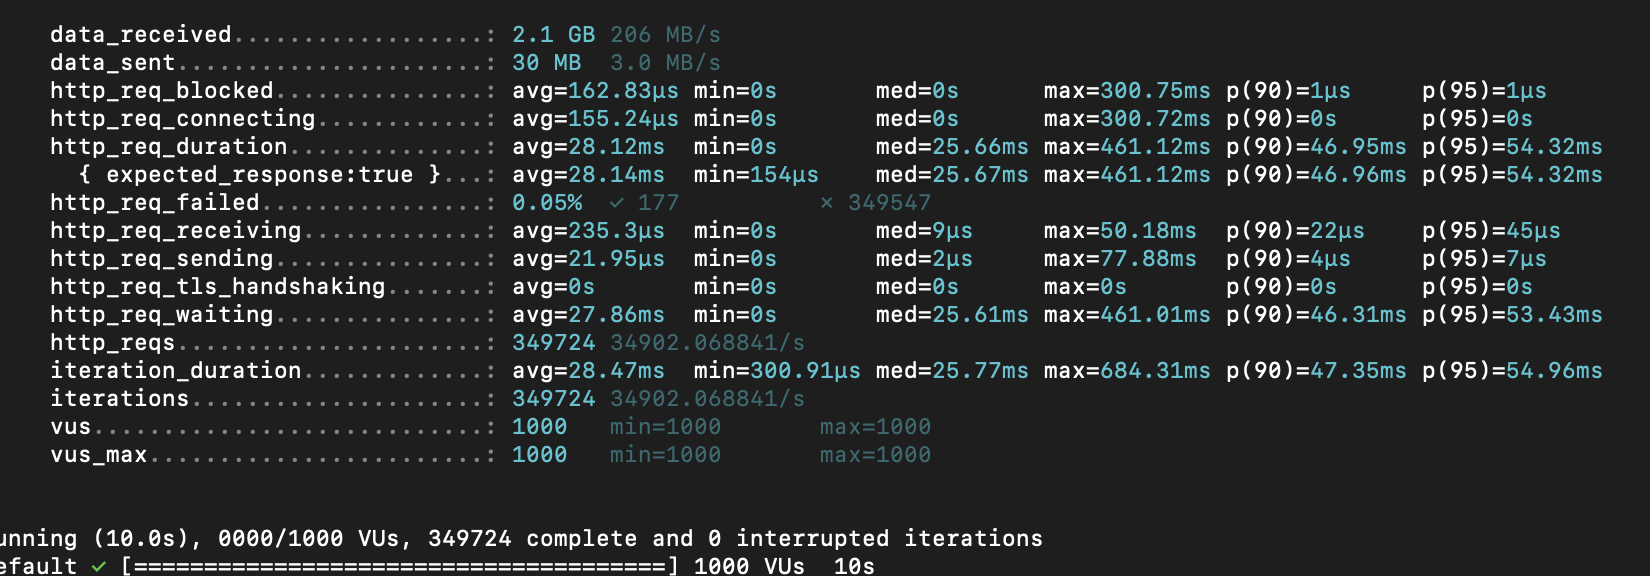 data_received..................: 2.1 GB 206 MB/s
data_sent......................: 30 MB  3.0 MB/s
http_req_blocked...............: avg=162.83µs min=0s       med=0s      max=300.75ms p(90)=1µs     p(95)=1µs
http_req_connecting............: avg=155.24µs min=0s       med=0s      max=300.72ms p(90)=0s      p(95)=0s
http_req_duration..............: avg=28.12ms  min=0s       med=25.66ms max=461.12ms p(90)=46.95ms p(95)=54.32ms
  { expected_response:true }...: avg=28.14ms  min=154µs    med=25.67ms max=461.12ms p(90)=46.96ms p(95)=54.32ms
http_req_failed................: 0.05%  ✓ 177          ✗ 349547
http_req_receiving.............: avg=235.3µs  min=0s       med=9µs     max=50.18ms  p(90)=22µs    p(95)=45µs
http_req_sending...............: avg=21.95µs  min=0s       med=2µs     max=77.88ms  p(90)=4µs     p(95)=7µs
http_req_tls_handshaking.......: avg=0s       min=0s       med=0s      max=0s       p(90)=0s      p(95)=0s
http_req_waiting...............: avg=27.86ms  min=0s       med=25.61ms max=461.01ms p(90)=46.31ms p(95)=53.43ms
http_reqs......................: 349724 34902.068841/s
iteration_duration.............: avg=28.47ms  min=300.91µs med=25.77ms max=684.31ms p(90)=47.35ms p(95)=54.96ms
iterations.....................: 349724 34902.068841/s
vus............................: 1000   min=1000       max=1000
vus_max........................: 1000   min=1000       max=1000
unning (10.0s), 0000/1000 VUs, 349724 complete and 0 interrupted iterations
efault ✓ [======================================] 1000 VUs  10s